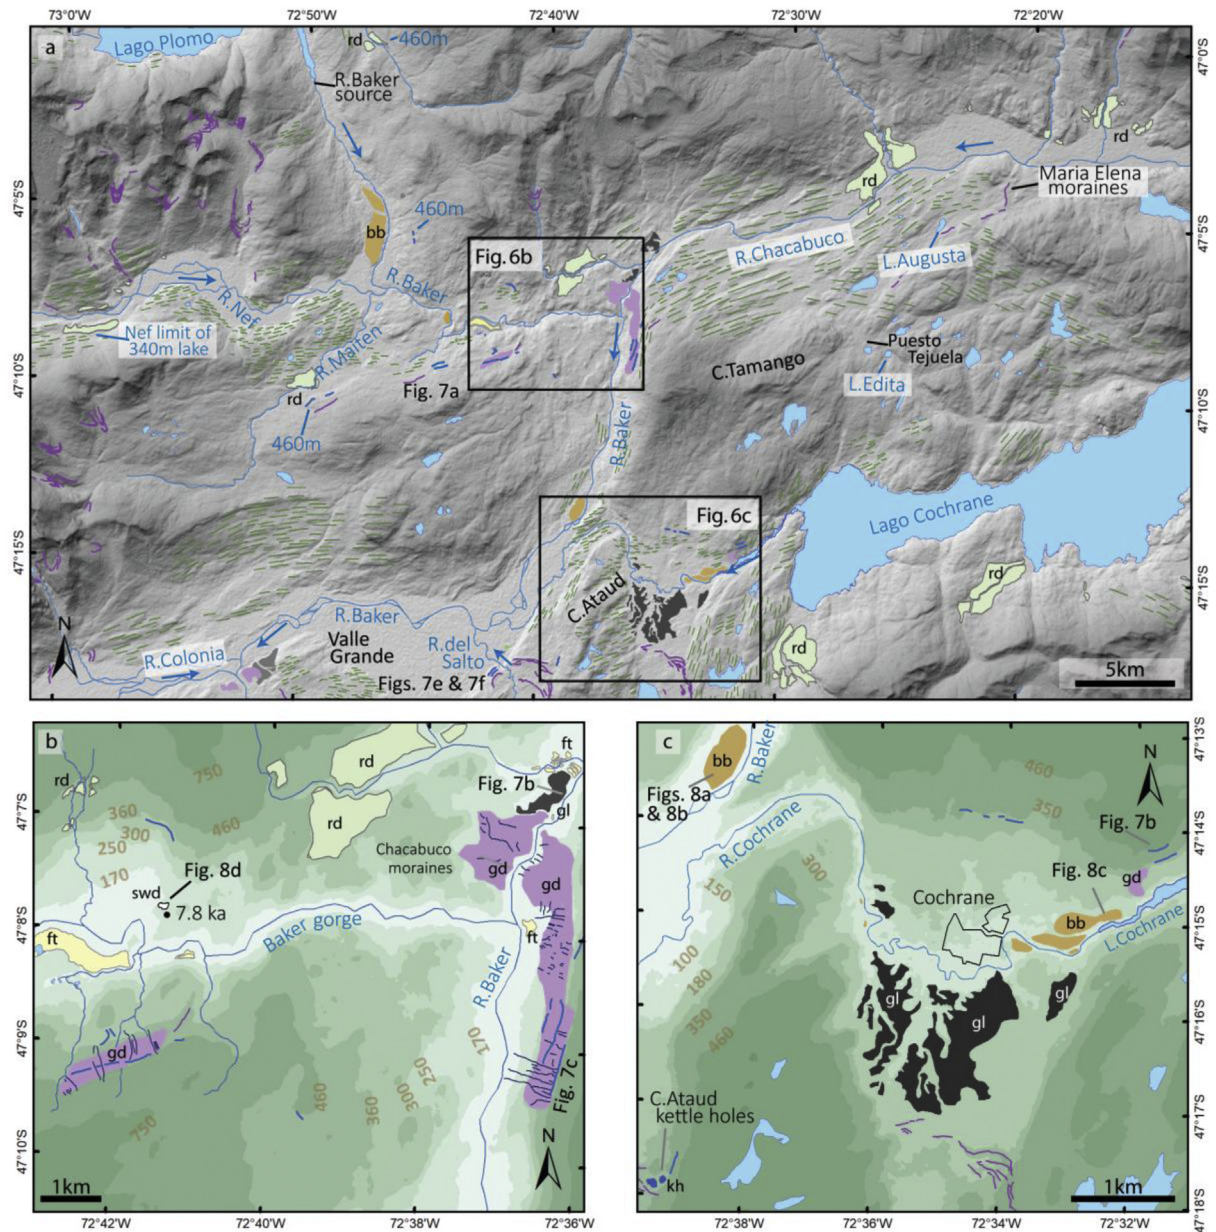 73°0'W
72°50'W
72°40'W
72°30'W
72°20'W
a
Lago Plomo
rd
460m
47°0'S
R.Baker
source
rd
rd
Maria Elena
moraines
47°5'S
460m
bb
R.Chacabuco
L.Augusta
47°5'S
Fig. 6b
R.Baker
R.Nef
Nef limit of
340m lake
R.Maiten
Puesto
Tejuela
C.Tamango
L.Edita
47°10'S
Fig. 7a
rd
460m
R.Baker
47°10'S
Lago Cochrane
Fig. 6c
47°15'S
rd
C.Ataud
47°15'S
R.Baker
Valle
Grande
R.del
Salto
rd
N
R.Colonia
Figs. 7e & 7f
5km
b
rd
ft
rd
750
Fig. 7b
gl
47°7'S
360
300
460
250
rd
Chacabuco
moraines
gd
gd
170
Fig. 8d
swd
7.8 ka
47°8'S
ft
Baker gorge
ft
R.Baker
47°9'S
gd
170
250
300
360
460
Fig. 7c
750
47°10'S
N
1km
72°42'W
72°40'W
72°38'W
72°36'W
c
bb
R.Baker
47°13'S
460
N
Figs. 8a
& 8b
350
Fig. 7b
47°14'S
R.Cochrane
300
Fig. 8c
150
gd
Cochrane
bb
L.Cochrane
47°15'S
100
180
gl
gl
gl
350
47°16'S
460
C.Ataud
kettle holes
47°17'S
kh
1km
47°18'S
72°38'W
72°36'W
72°34'W
72°32'W